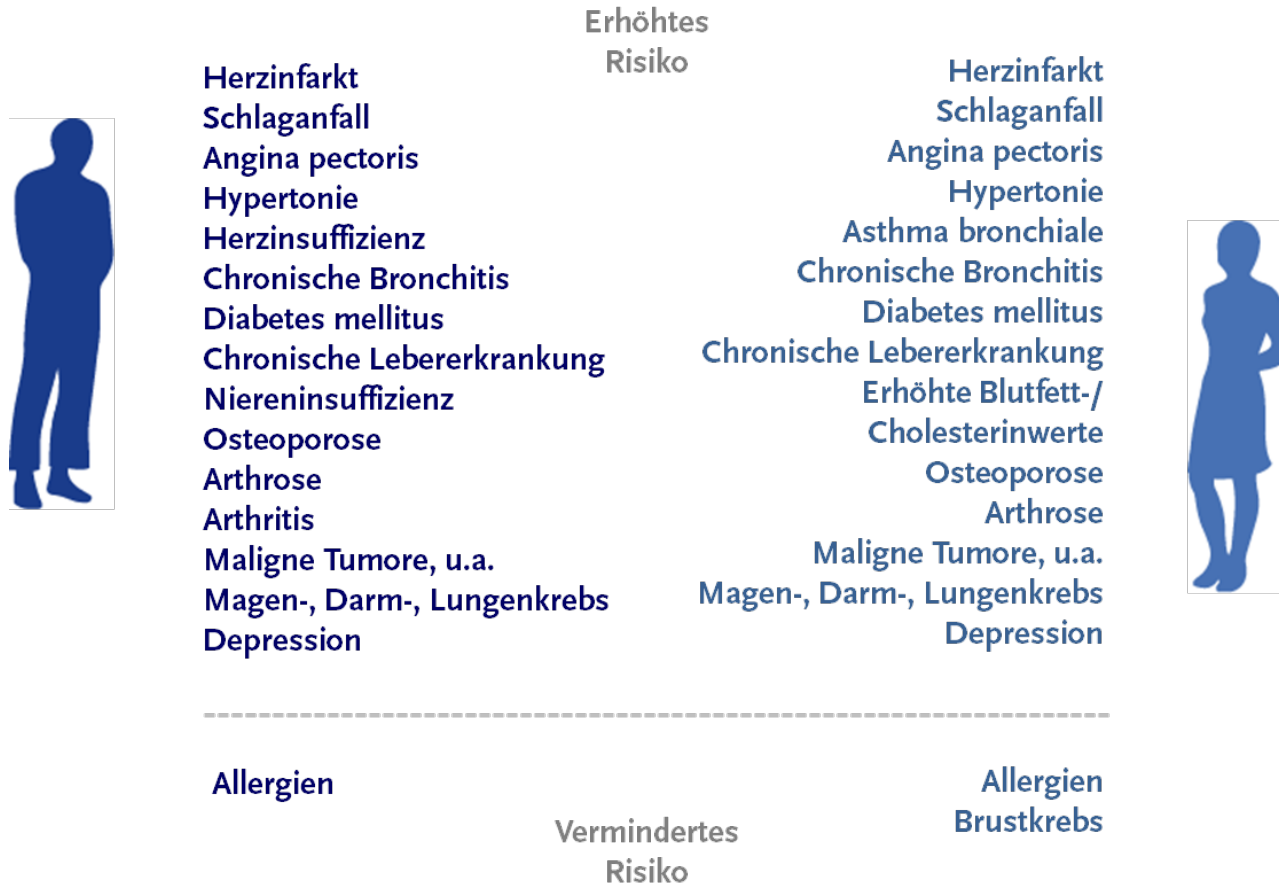 Erhöhtes
Risiko
Herzinfarkt
Schlaganfall
Angina pectoris
Hypertonie
Herzinsuffizienz
Chronische Bronchitis
Diabetes mellitus
Chronische Lebererkrankung
Niereninsuffizienz
Osteoporose
Arthrose
Arthritis
Maligne Tumore, u.a.
Magen-, Darm-, Lungenkrebs
Depression
Herzinfarkt
Schlaganfall
Angina pectoris
Hypertonie
Asthma bronchiale
Chronische Bronchitis
Diabetes mellitus
Chronische Lebererkrankung
Erhöhte Blutfett-/
Cholesterinwerte
Osteoporose
Arthrose
Maligne Tumore, u.a.
Magen-, Darm-, Lungenkrebs
Depression
Allergien
Allergien
Brustkrebs
Vermindertes
Risiko